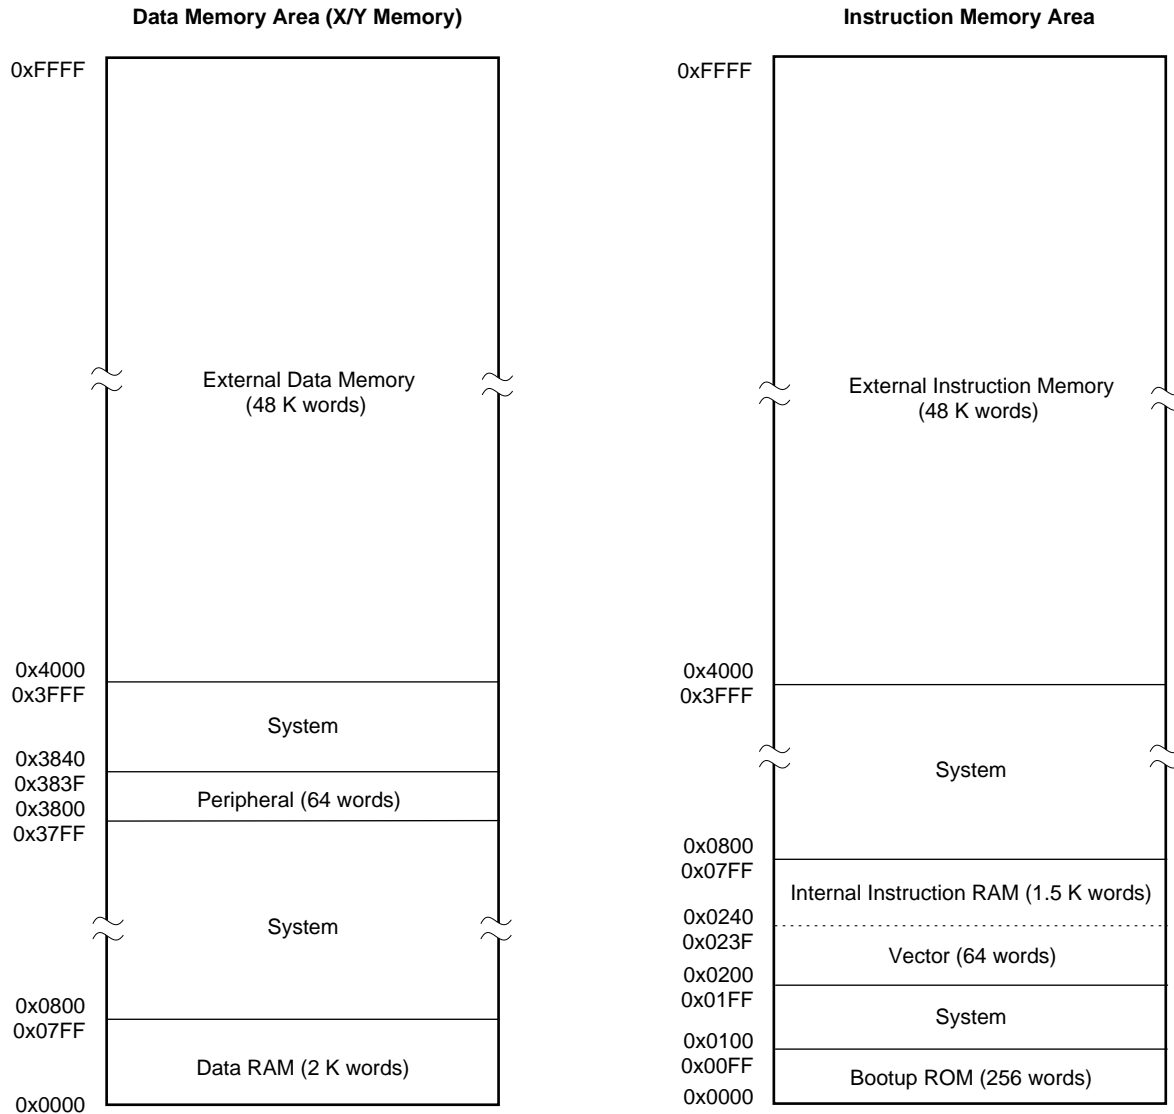 Data Memory Area (X/Y Memory)
0xFFFF
External Data Memory
(48 K words)
0x4000
0x3FFF
System
0x3840
0x383F
Peripheral (64 words)
0x3800
0x37FF
System
0x0800
0x07FF
Data RAM (2 K words)
0x0000
Instruction Memory Area
0xFFFF
External Instruction Memory
(48 K words)
0x4000
0x3FFF
System
0x0800
0x07FF
Internal Instruction RAM (1.5 K words)
0x0240
0x023F
Vector (64 words)
0x0200
0x01FF
System
0x0100
0x00FF
Bootup ROM (256 words)
0x0000